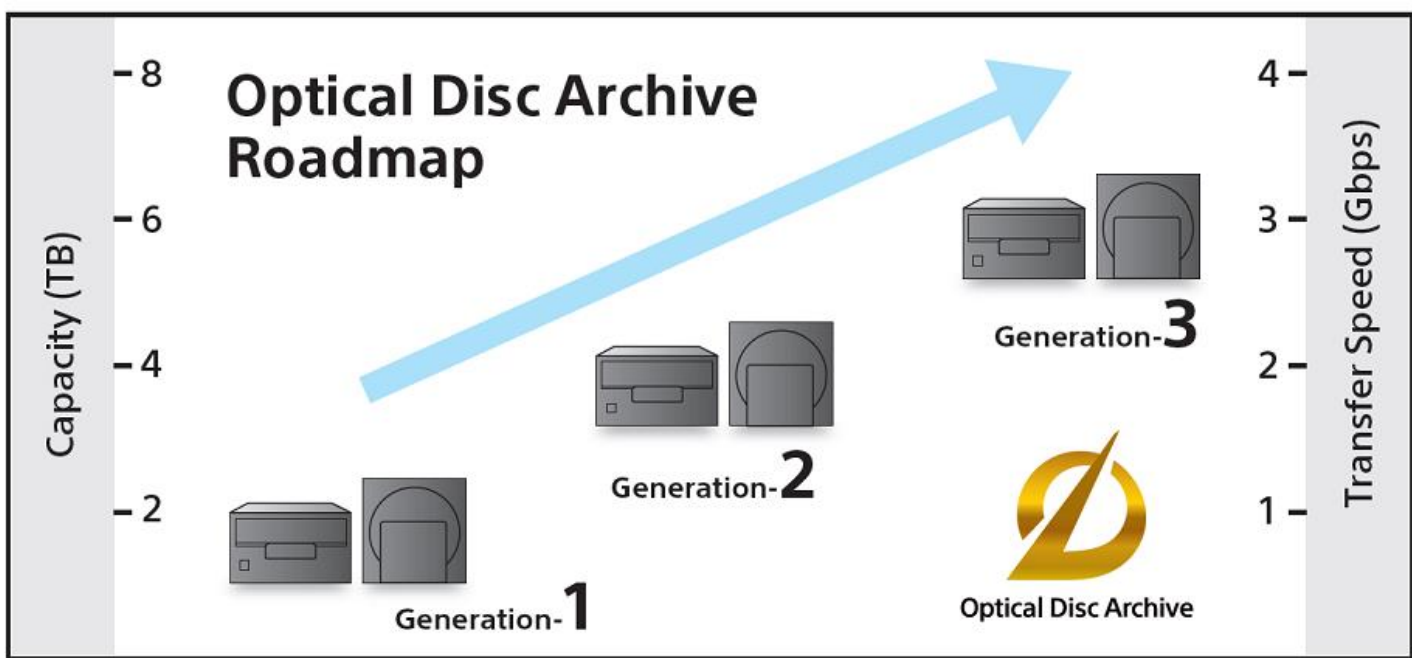 Optical Disc Archive
Roadmap
Capacity (TB)
8
6
4
2
Generation-1
Generation-2
Generation-3
Optical Disc Archive
4
3
2
1
Transfer Speed (Gbps)